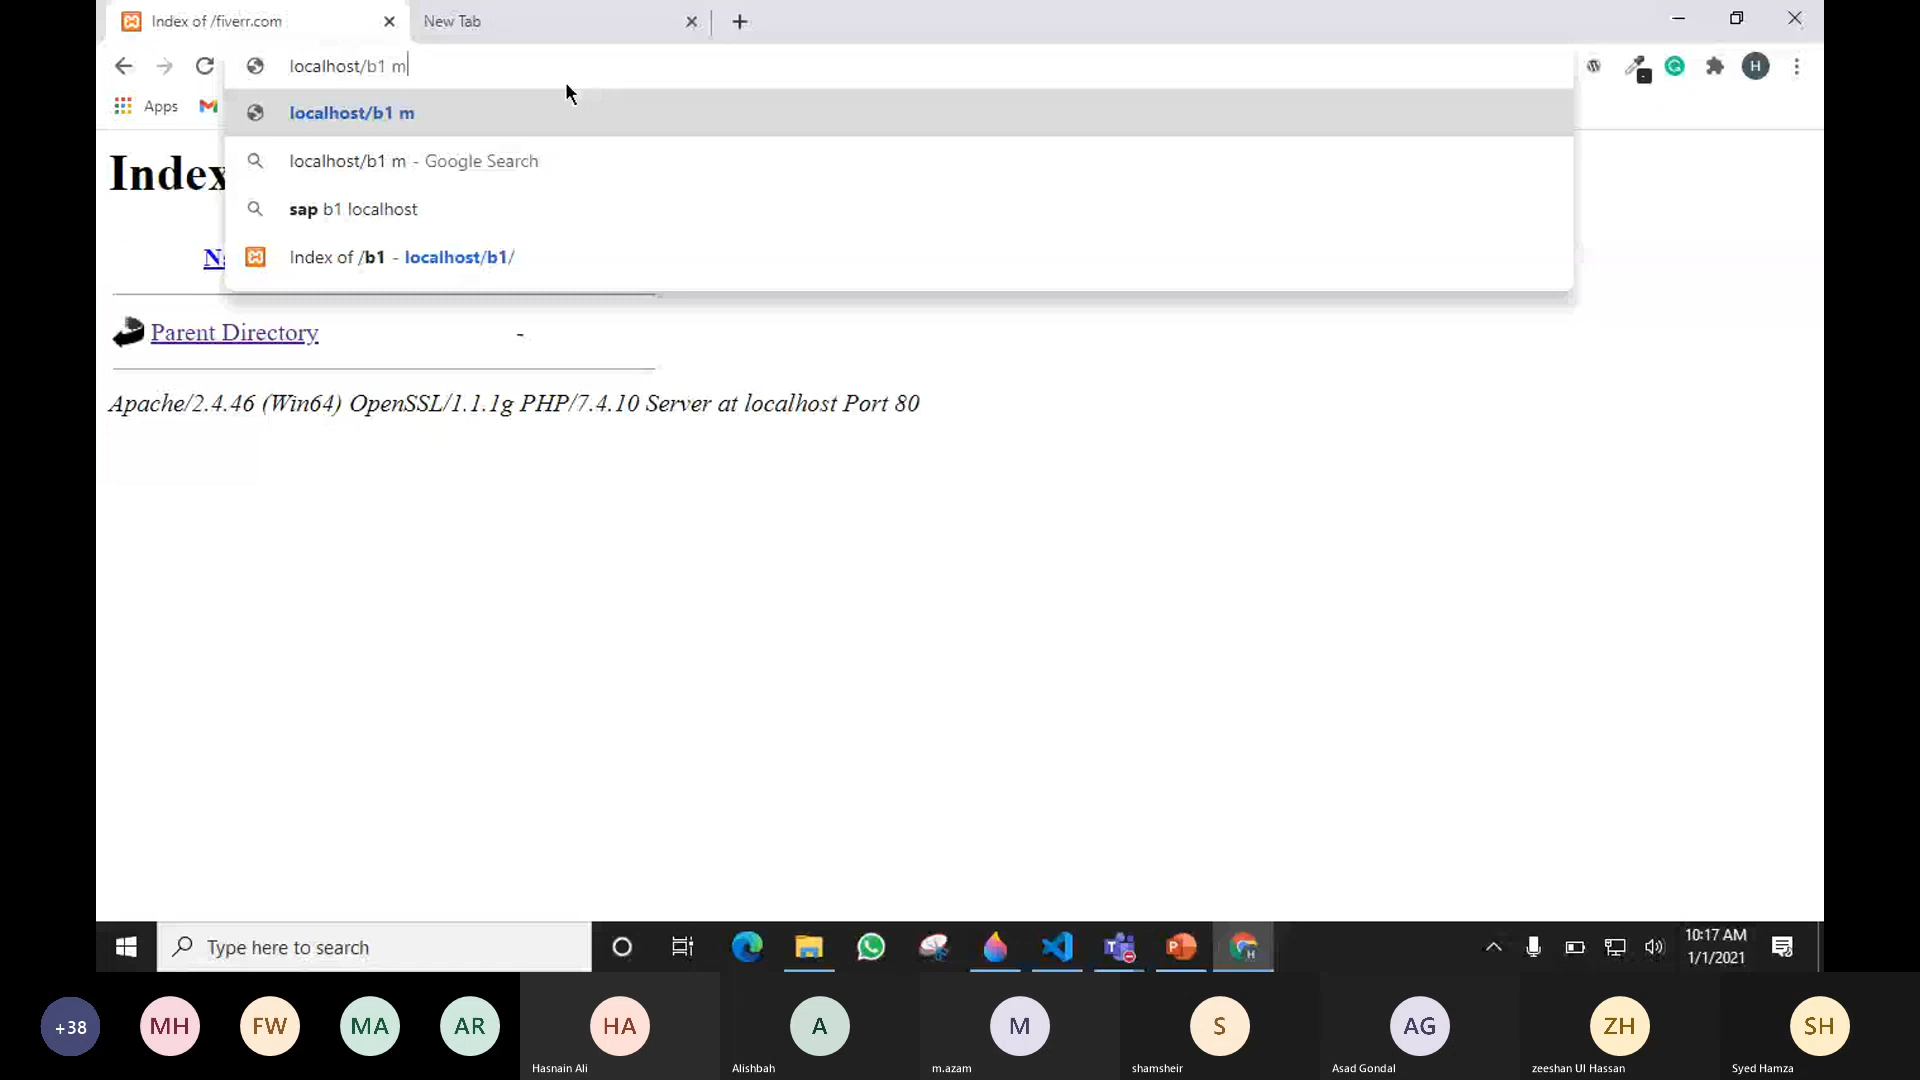 Index of /fiverr.com
New Tab
localhost/b1 m
H
Apps
localhost/b1 m
localhost/b1 m - Google Search
sap b1 localhost
Index of /b1 - localhost/b1/
Index
Parent Directory -
Apache/2.4.46 (Win64) OpenSSL/1.1.1g PHP/7.4.10 Server at localhost Port 80
Type here to search
10:17 AM
1/1/2021
+38
MH
FW
MA
AR
HA
A
M
S
AG
ZH
SH
Hasnain Ali
Alishbah
m.azam
shamsheir
Asad Gondal
zeeshan Ul Hassan
Syed Hamza